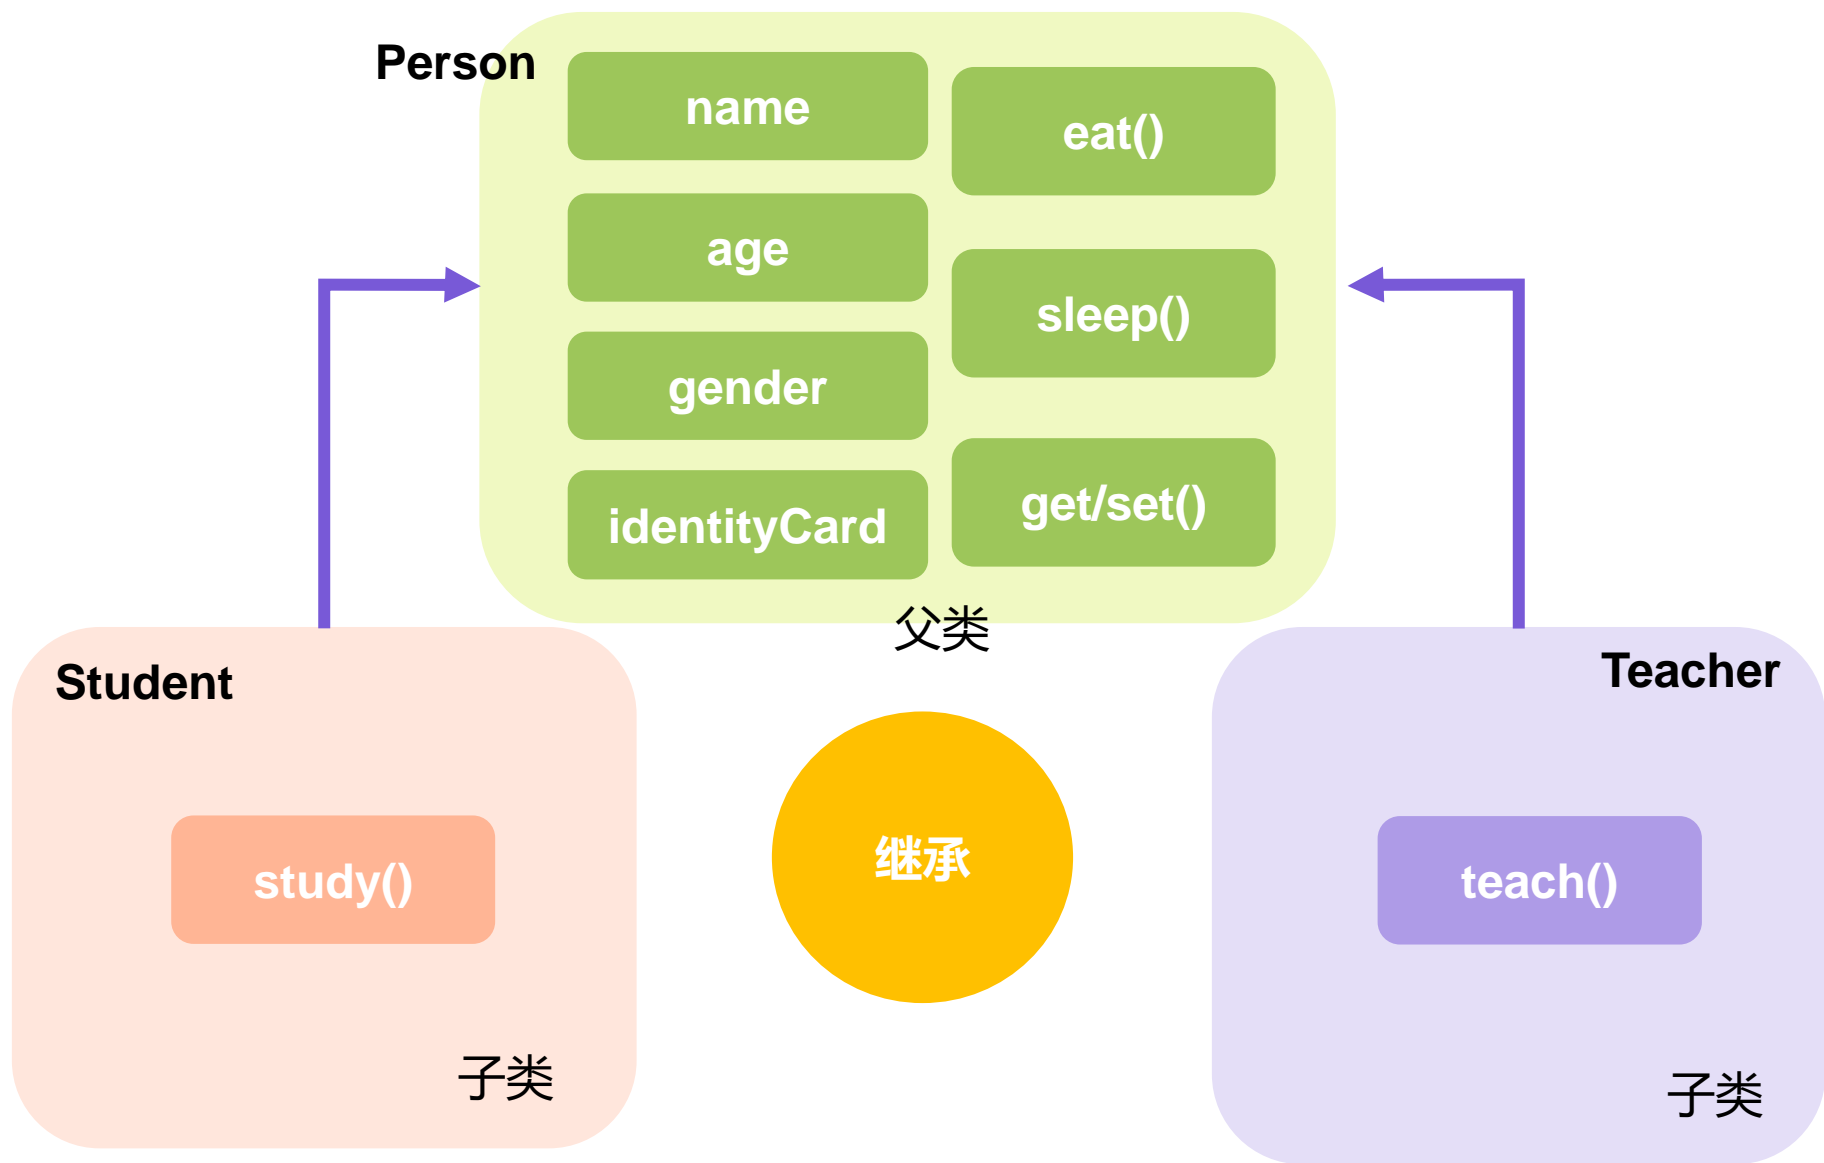 Person
name
age
gender
identityCard
eat()
sleep()
get/set()
父类
Student
study()
子类
继承
Teacher
teach()
子类